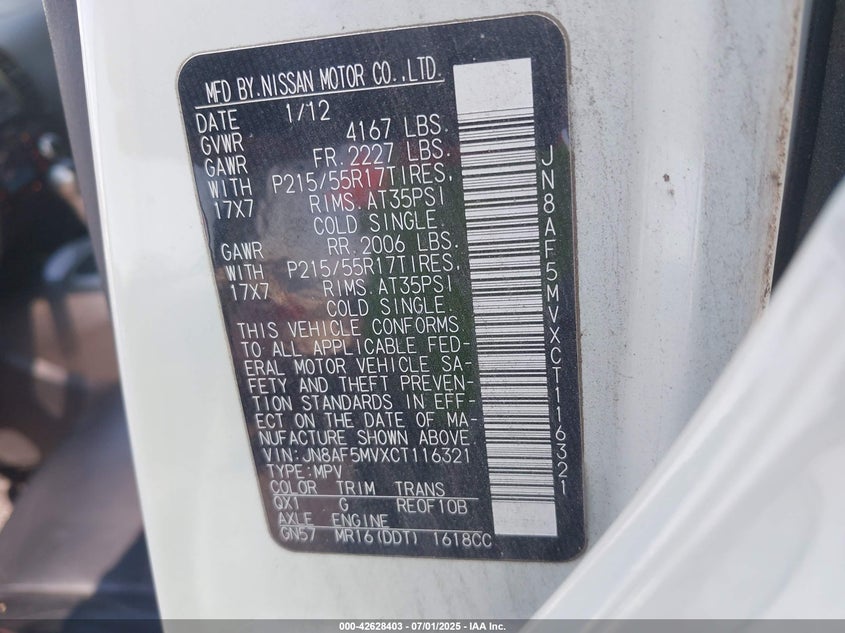 MFD BY.NISSAN MOTOR CO.,LTD.
DATE 1/12
GVWR 4167 LBS.
GAWR FR.2227 LBS.
WITH P215/55R17TIRES,
17X7 RIMS.AT35PSI
COLD SINGLE.
GAWR RR.2006 LBS.
WITH P215/55R17TIRES,
17X7 RIMS.AT35PSI
COLD SINGLE.
THIS VEHICLE CONFORMS
TO ALL APPLICABLE FED-
ERAL MOTOR VEHICLE SA-
FETY AND THEFT PREVEN-
TION STANDARDS IN EFF-
ECT ON THE DATE OF MA-
NUFACTURE SHOWN ABOVE.
VIN:JN8AF5MVXCT116321
TYPE:MPV
COLOR TRIM TRANS
QX1 G REOF10B
AXLE ENGINE
GN57 MR16(DDT) 1618CC
JN8AF5MVXCT116321
000-42628403 - 07/01/2025 - IAA Inc.